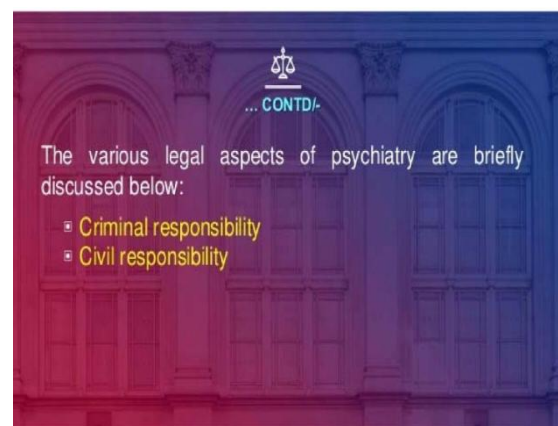 ... CONTD/-
The various legal aspects of psychiatry are briefly
discussed below:
Criminal responsibility
Civil responsibility